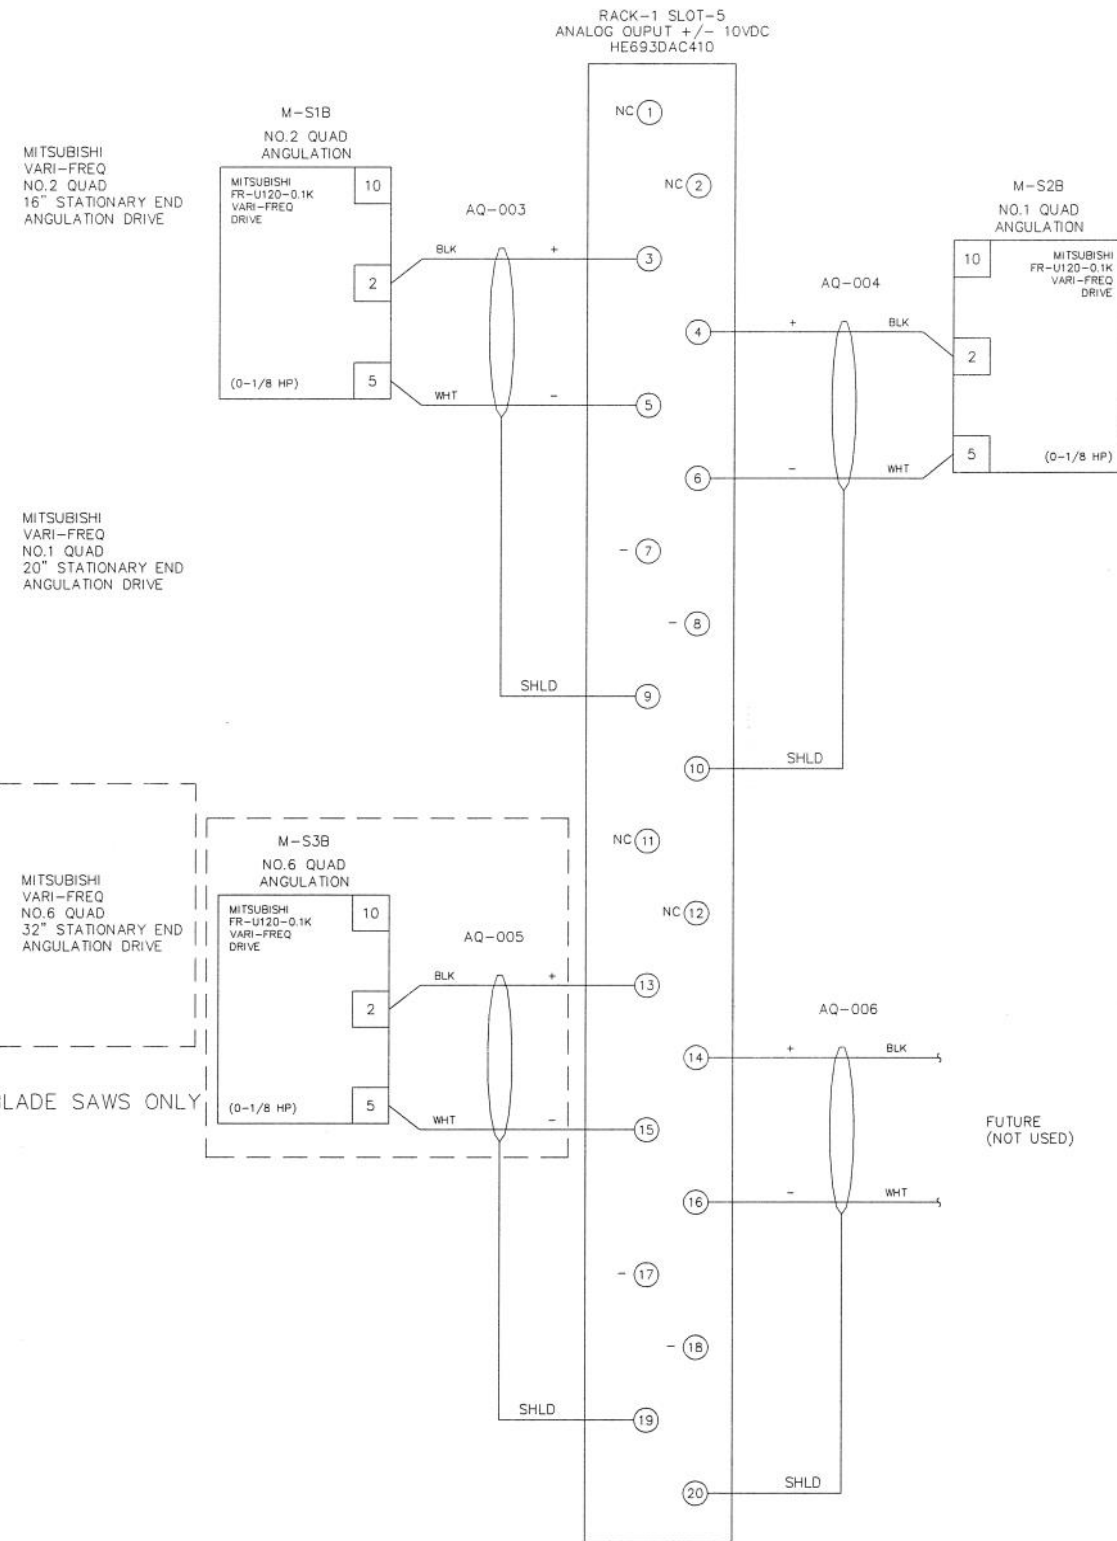 RACK-1 SLOT-5
ANALOG OUPUT +/- 10VDC
HE693DAC410
NC 1
NC 2
3
4
5
6
- 7
- 8
9
10
NC 11
NC 12
13
14
15
16
- 17
- 18
19
20
MITSUBISHI
VARI-FREQ
NO.2 QUAD
16" STATIONARY END
ANGULATION DRIVE
M-S1B
NO.2 QUAD
ANGULATION
MITSUBISHI
FR-U120-0.1K
VARI-FREQ
DRIVE
10
2
5
(0-1/8 HP)
AQ-003
BLK +
WHT -
SHLD
M-S2B
NO.1 QUAD
ANGULATION
10
MITSUBISHI
FR-U120-0.1K
VARI-FREQ
DRIVE
2
5
(0-1/8 HP)
AQ-004
+ BLK
- WHT
SHLD
MITSUBISHI
VARI-FREQ
NO.1 QUAD
20" STATIONARY END
ANGULATION DRIVE
MITSUBISHI
VARI-FREQ
NO.6 QUAD
32" STATIONARY END
ANGULATION DRIVE
LADE SAWS ONLY
M-S3B
NO.6 QUAD
ANGULATION
MITSUBISHI
FR-U120-0.1K
VARI-FREQ
DRIVE
10
2
5
(0-1/8 HP)
AQ-005
BLK +
WHT -
SHLD
AQ-006
+ BLK
- WHT
SHLD
FUTURE
(NOT USED)